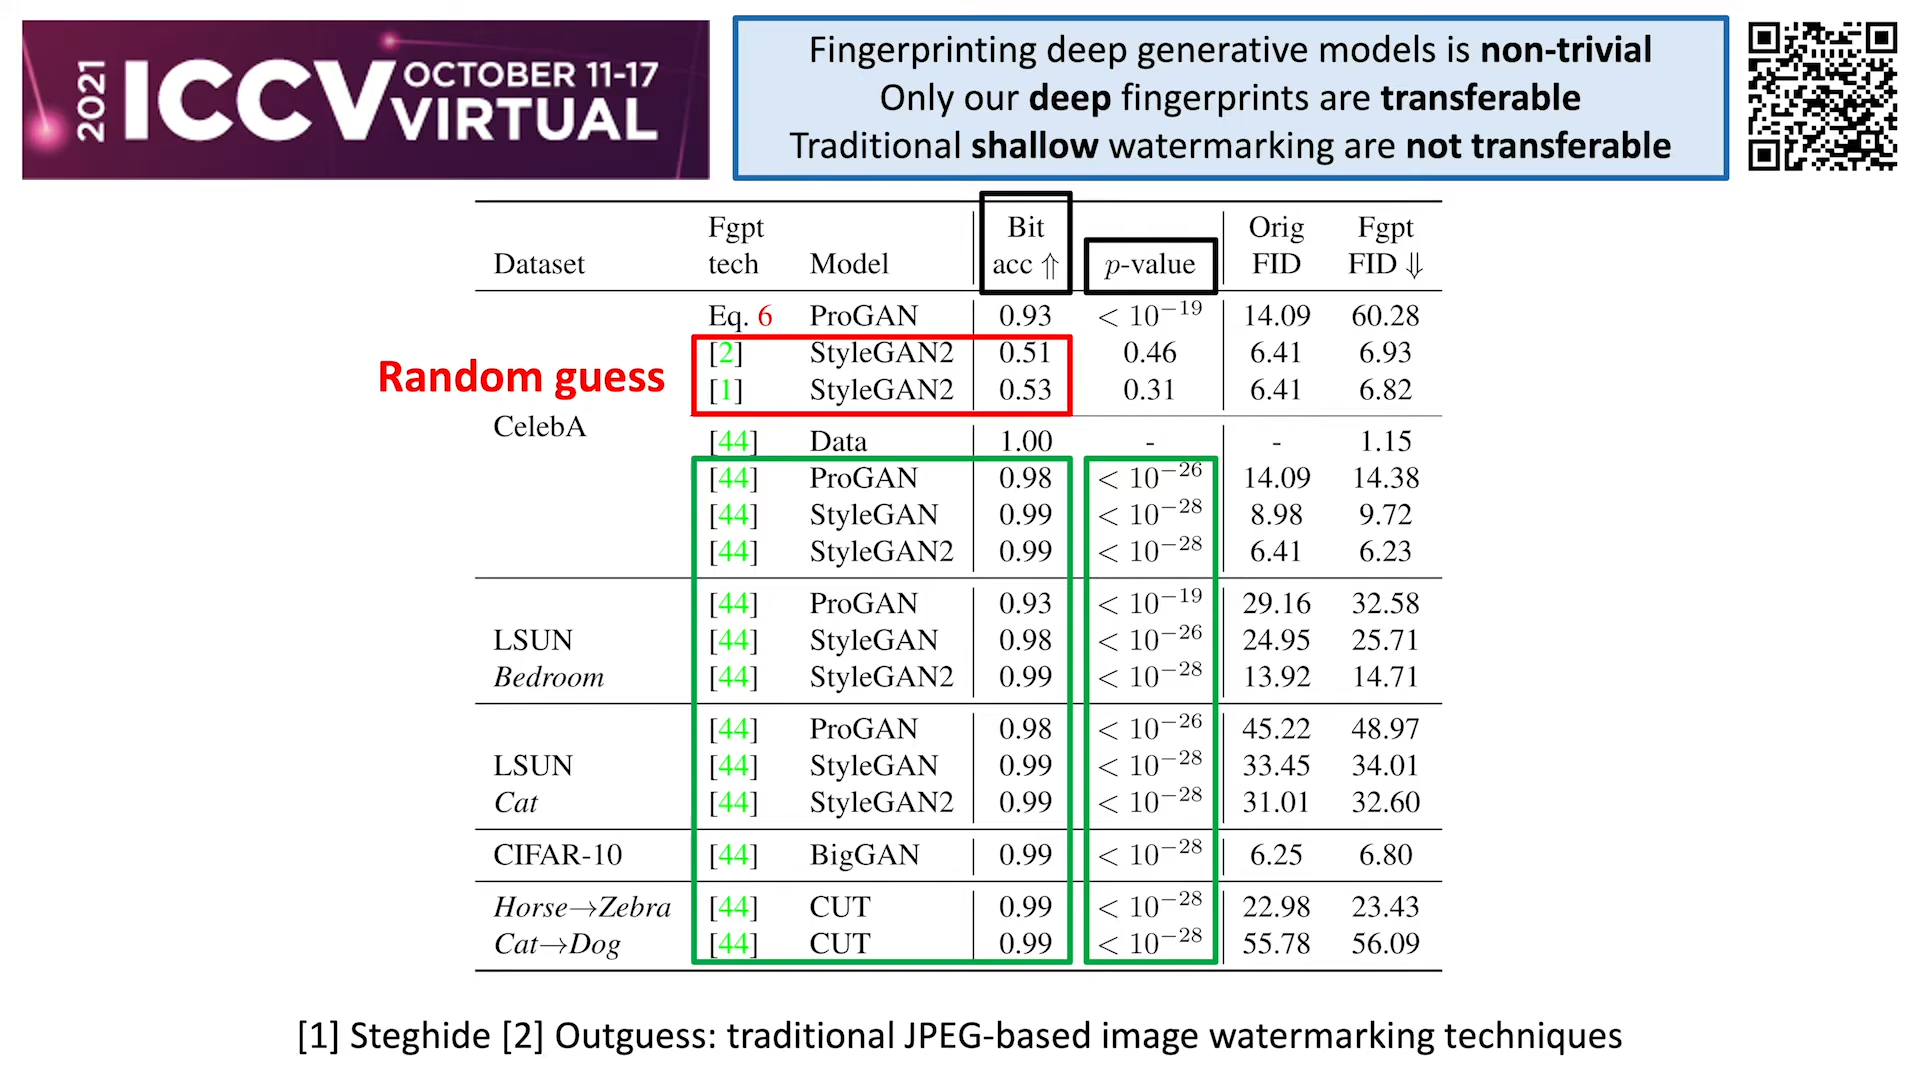 2021 ICCV OCTOBER 11-17 VIRTUAL
Fingerprinting deep generative models is non-trivial
Only our deep fingerprints are transferable
Traditional shallow watermarking are not transferable
Dataset Fgpt tech Model Bit acc ⇑ p-value Orig FID Fgpt FID ⇓
Eq. 6 ProGAN 0.93 < 10⁻¹⁹ 14.09 60.28
[2] StyleGAN2 0.51 0.46 6.41 6.93
Random guess
[1] StyleGAN2 0.53 0.31 6.41 6.82
CelebA
[44] Data 1.00 - - 1.15
[44] ProGAN 0.98 < 10⁻²⁶ 14.09 14.38
[44] StyleGAN 0.99 < 10⁻²⁸ 8.98 9.72
[44] StyleGAN2 0.99 < 10⁻²⁸ 6.41 6.23
[44] ProGAN 0.93 < 10⁻¹⁹ 29.16 32.58
LSUN [44] StyleGAN 0.98 < 10⁻²⁶ 24.95 25.71
Bedroom [44] StyleGAN2 0.99 < 10⁻²⁸ 13.92 14.71
[44] ProGAN 0.98 < 10⁻²⁶ 45.22 48.97
LSUN [44] StyleGAN 0.99 < 10⁻²⁸ 33.45 34.01
Cat [44] StyleGAN2 0.99 < 10⁻²⁸ 31.01 32.60
CIFAR-10 [44] BigGAN 0.99 < 10⁻²⁸ 6.25 6.80
Horse→Zebra [44] CUT 0.99 < 10⁻²⁸ 22.98 23.43
Cat→Dog [44] CUT 0.99 < 10⁻²⁸ 55.78 56.09
[1] Steghide [2] Outguess: traditional JPEG-based image watermarking techniques